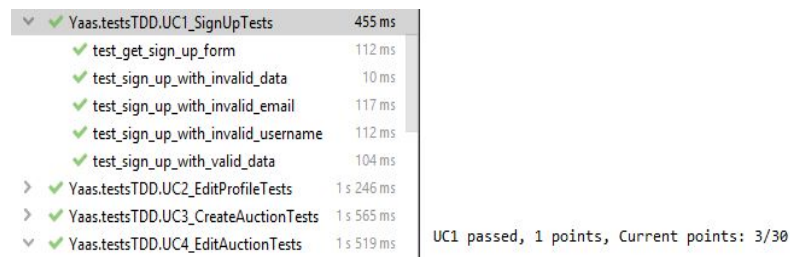 Yaas.testsTDD.UC1_SignUpTests 455 ms
test_get_sign_up_form 112 ms
test_sign_up_with_invalid_data 10 ms
test_sign_up_with_invalid_email 117 ms
test_sign_up_with_invalid_username 112 ms
test_sign_up_with_valid_data 104 ms
Yaas.testsTDD.UC2_EditProfileTests 1 s 246 ms
Yaas.testsTDD.UC3_CreateAuctionTests 1 s 565 ms
Yaas.testsTDD.UC4_EditAuctionTests 1 s 519 ms
UC1 passed, 1 points, Current points: 3/30